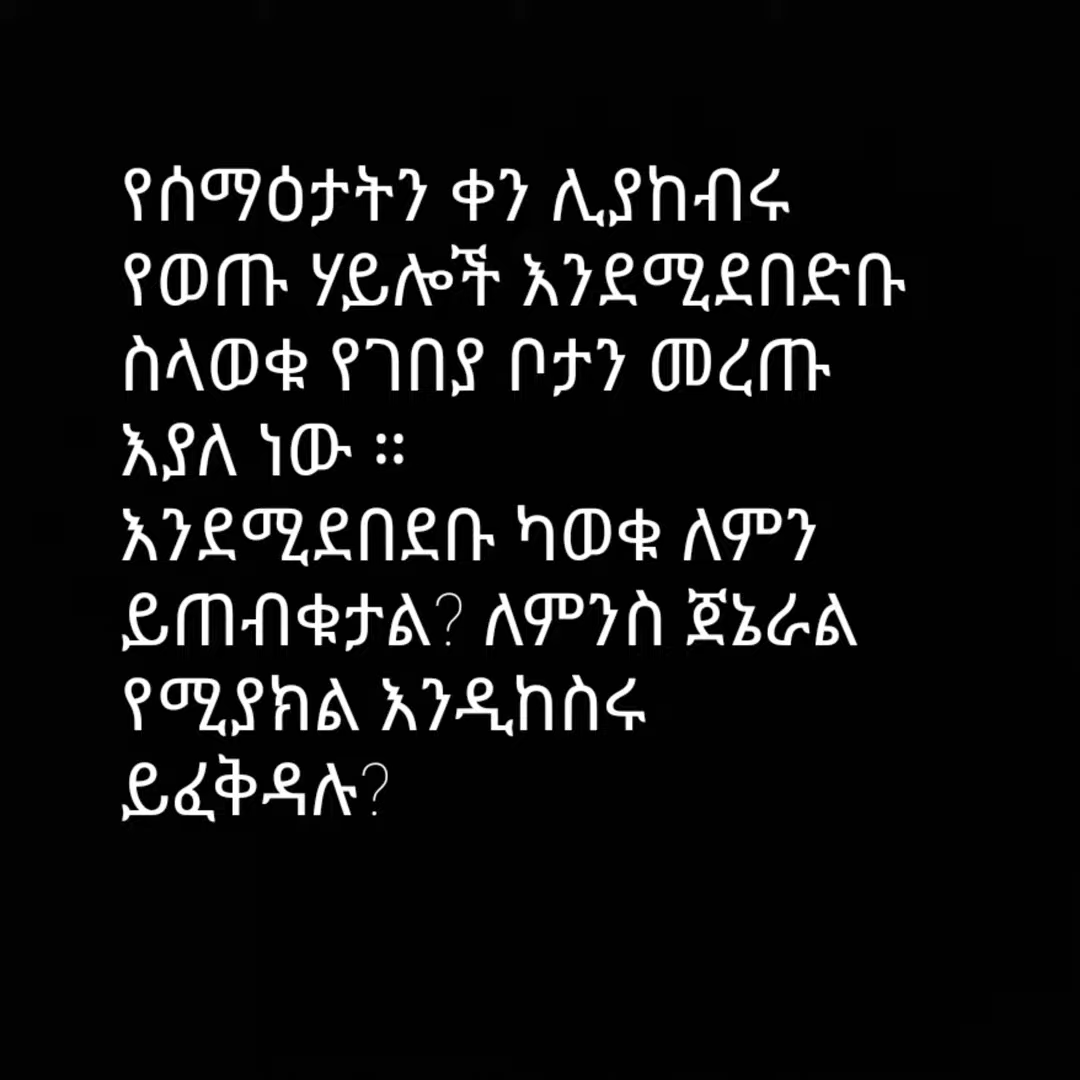 የሰማዕታትን ቀን ሊያከብሩ
የወጡ ሃይሎች እንደሚደበድቡ
ስላወቁ የገበያ ቦታን መረጡ
እያለ ነው ።
እንደሚደበደቡ ካወቁ ለምን
ይጠብቁታል? ለምንስ ጀኔራል
የሚያክል እንዲከስሩ
ይፈቅዳሉ?